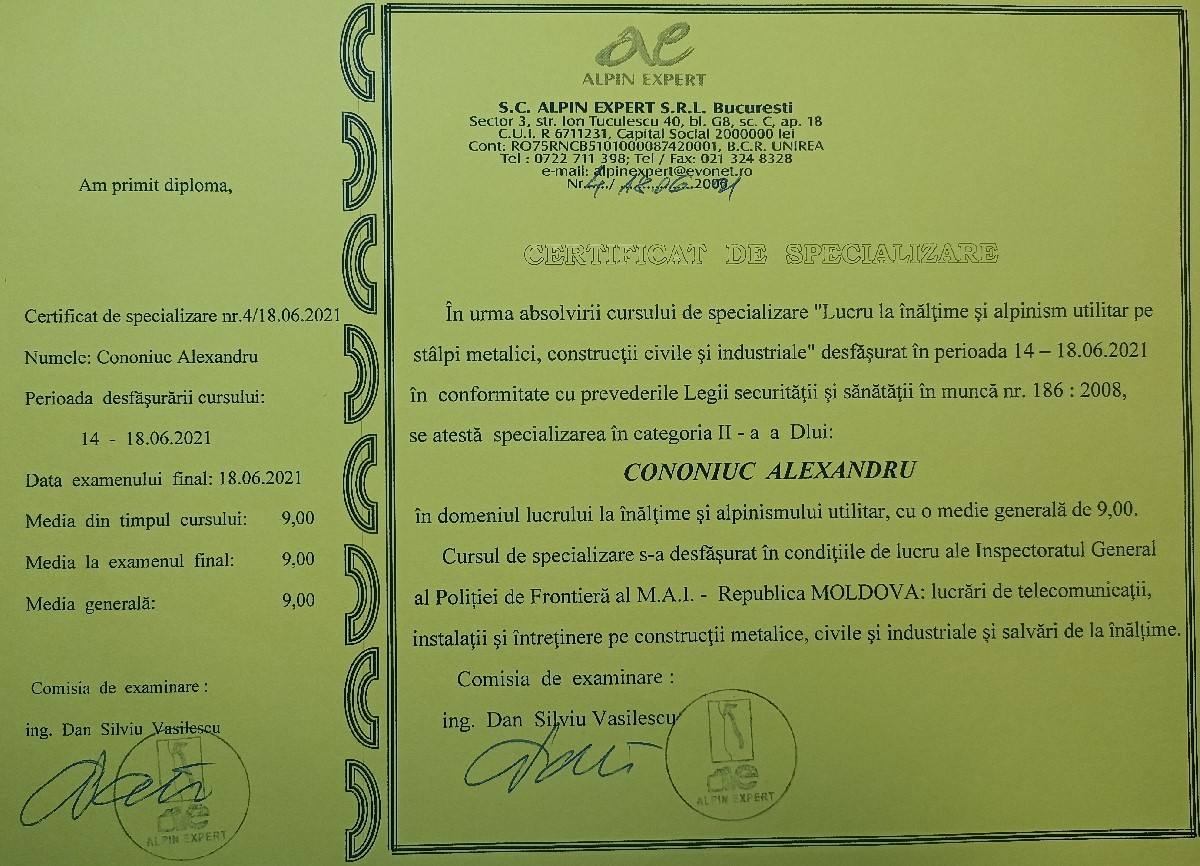 Am primit diploma,
Certificat de specializare nr.4/18.06.2021
Numele: Cononiuc Alexandru
Perioada desfăşurării cursului:
14 - 18.06.2021
Data examenului final: 18.06.2021
Media din timpul cursului: 9,00
Media la examenul final: 9,00
Media generală: 9,00
Comisia de examinare :
ing. Dan Silviu Vasilescu
ae
ALPIN EXPERT
ae
ALPIN EXPERT
S.C. ALPIN EXPERT S.R.L. Bucuresti
Sector 3, str. Ion Tuculescu 40, bl. G8, sc. C, ap. 18
C.U.I. R 6711231, Capital Social 2000000 lei
Cont: RO75RNCB5101000087420001, B.C.R. UNIREA
Tel : 0722 711 398; Tel / Fax: 021 324 8328
e-mail: alpinexpert@evonet.ro
Nr. 4 / 18.06 200 21
CERTIFICAT DE SPECIALIZARE
În urma absolvirii cursului de specializare "Lucru la înălţime şi alpinism utilitar pe
stâlpi metalici, construcţii civile şi industriale" desfăşurat în perioada 14 – 18.06.2021
în conformitate cu prevederile Legii securităţii şi sănătăţii în muncă nr. 186 : 2008,
se atestă specializarea în categoria II - a a Dlui:
CONONIUC ALEXANDRU
în domeniul lucrului la înălţime şi alpinismului utilitar, cu o medie generală de 9,00.
Cursul de specializare s-a desfăşurat în condiţiile de lucru ale Inspectoratul General
al Poliţiei de Frontieră al M.A.I. - Republica MOLDOVA: lucrări de telecomunicaţii,
instalaţii şi întreţinere pe construcţii metalice, civile şi industriale şi salvări de la înălţime.
Comisia de examinare :
ing. Dan Silviu Vasilescu
ae
ALPIN EXPERT